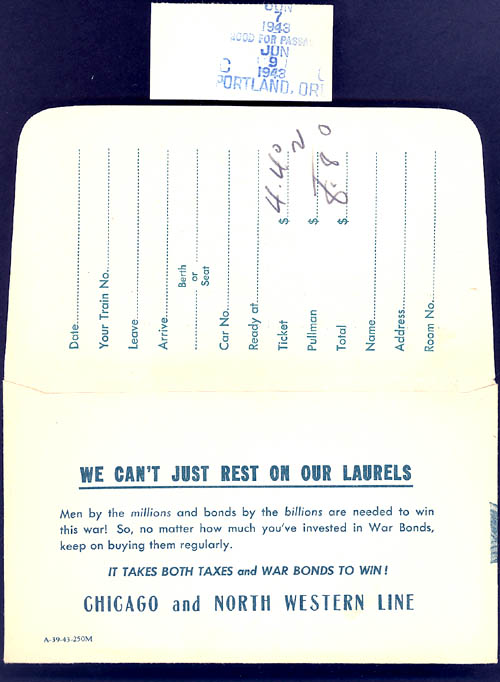 JUN
7
1943
GOOD FOR PASSA
JUN
9
1943
C
PORTLAND, OR
Date
Your Train No.
Leave
Arrive
Berth
or
Seat
Car No.
Ready at
Ticket $ 4.40
Pullman $
Total $ 8.80
Name
Address
Room No.
WE CAN'T JUST REST ON OUR LAURELS
Men by the millions and bonds by the billions are needed to win
this war! So, no matter how much you've invested in War Bonds,
keep on buying them regularly.
IT TAKES BOTH TAXES and WAR BONDS TO WIN!
CHICAGO and NORTH WESTERN LINE
A-39-43-250M